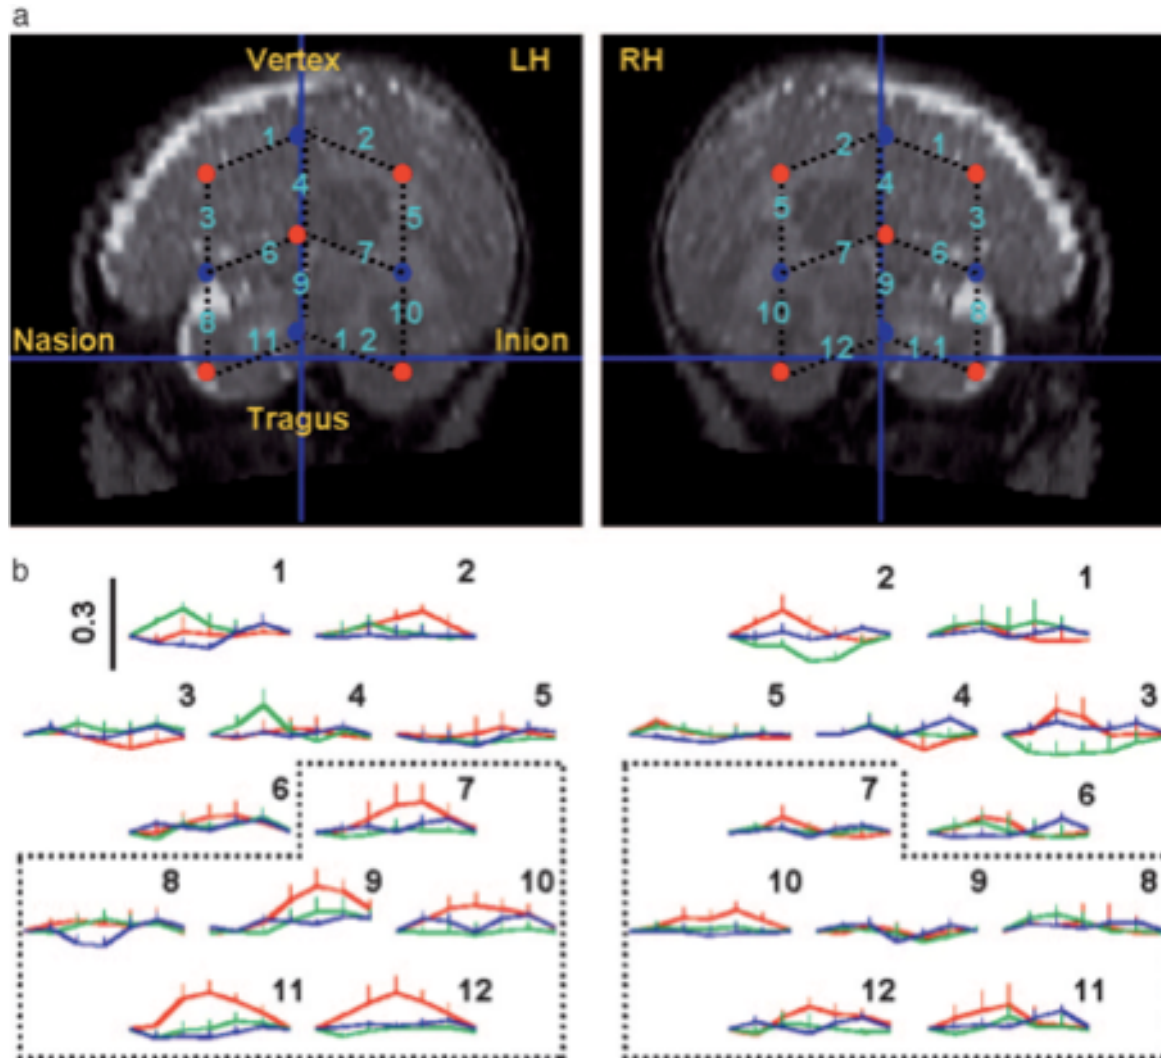 a
Vertex LH RH
1 2 2 1
4 4
3 5 5 3
6 7 7 6
9 9
8 10 10 8
Nasion 11 1 2 Inion 12 1 1
Tragus
b
0.3
1 2 2 1
3 4 5 5 4 3
6 7 7 6
8 9 10 10 9 8
11 12 12 11